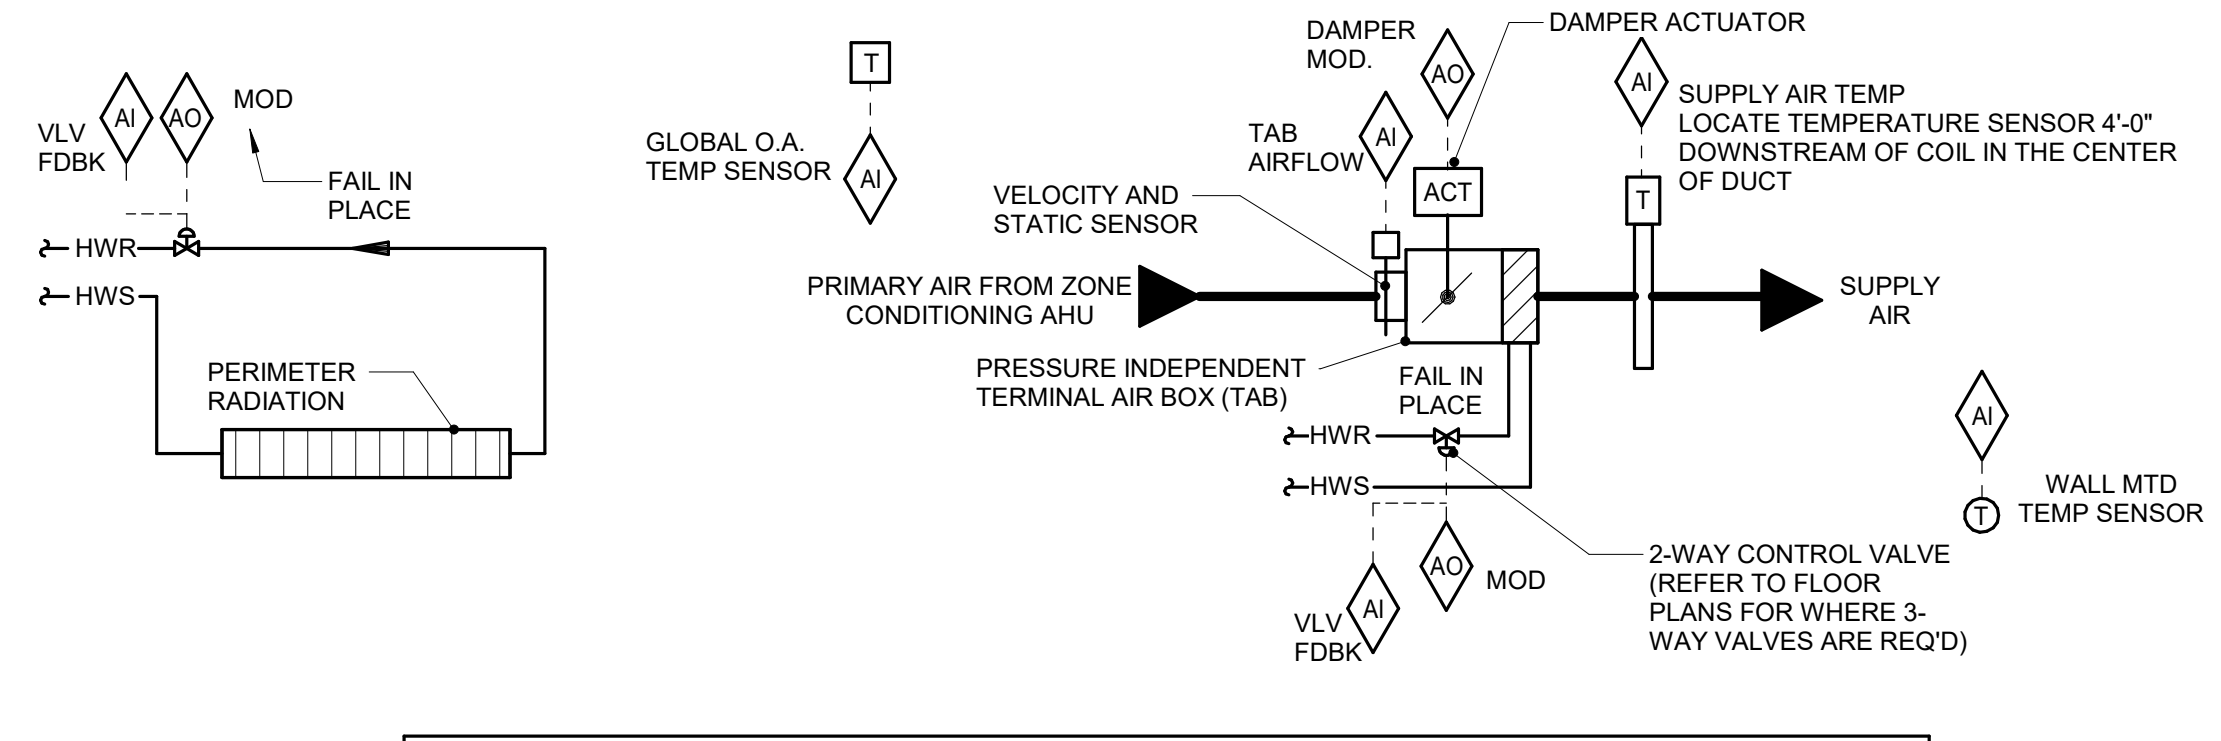 AI
AO
MOD
VLV
FDBK
FAIL IN
PLACE
HWR
HWS
PERIMETER
RADIATION
T
GLOBAL O.A.
TEMP SENSOR
AI
DAMPER
MOD.
AO
DAMPER ACTUATOR
TAB
AIRFLOW
AI
ACT
VELOCITY AND
STATIC SENSOR
PRIMARY AIR FROM ZONE
CONDITIONING AHU
PRESSURE INDEPENDENT
TERMINAL AIR BOX (TAB)
AI
SUPPLY AIR TEMP
LOCATE TEMPERATURE SENSOR 4'-0"
DOWNSTREAM OF COIL IN THE CENTER
OF DUCT
T
SUPPLY
AIR
FAIL IN
PLACE
HWR
HWS
AO
MOD
AI
VLV
FDBK
2-WAY CONTROL VALVE
(REFER TO FLOOR
PLANS FOR WHERE 3-
WAY VALVES ARE REQ'D)
AI
T
WALL MTD
TEMP SENSOR